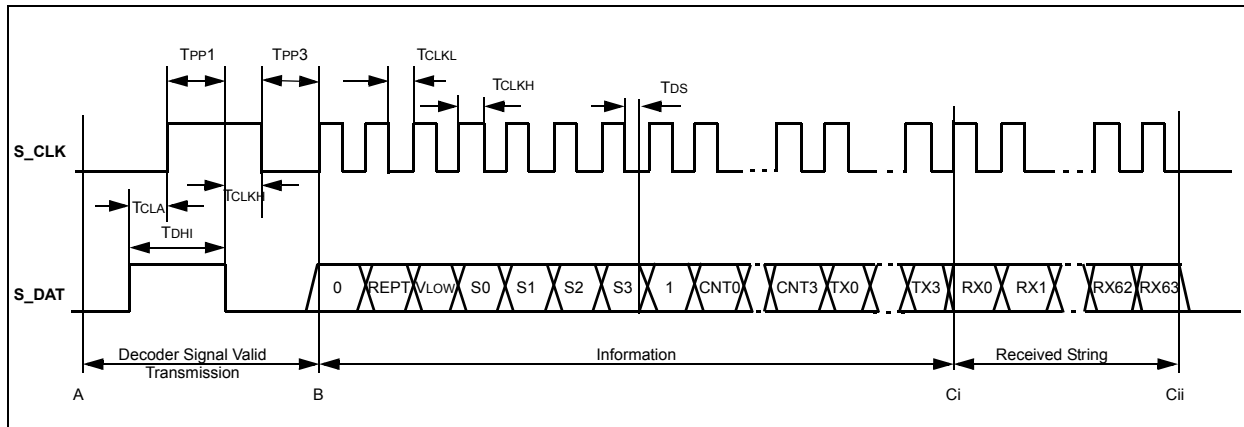 TPP1 TPP3 TCLKL
TCLKH TDS
S_CLK
TCLKH
TCLA
TDHI
S_DAT 0 REPT VLOW S0 S1 S2 S3 1 CNT0 CNT3 TX0 TX3 RX0 RX1 RX62 RX63
Decoder Signal Valid Information Received String
Transmission
A B Ci Cii